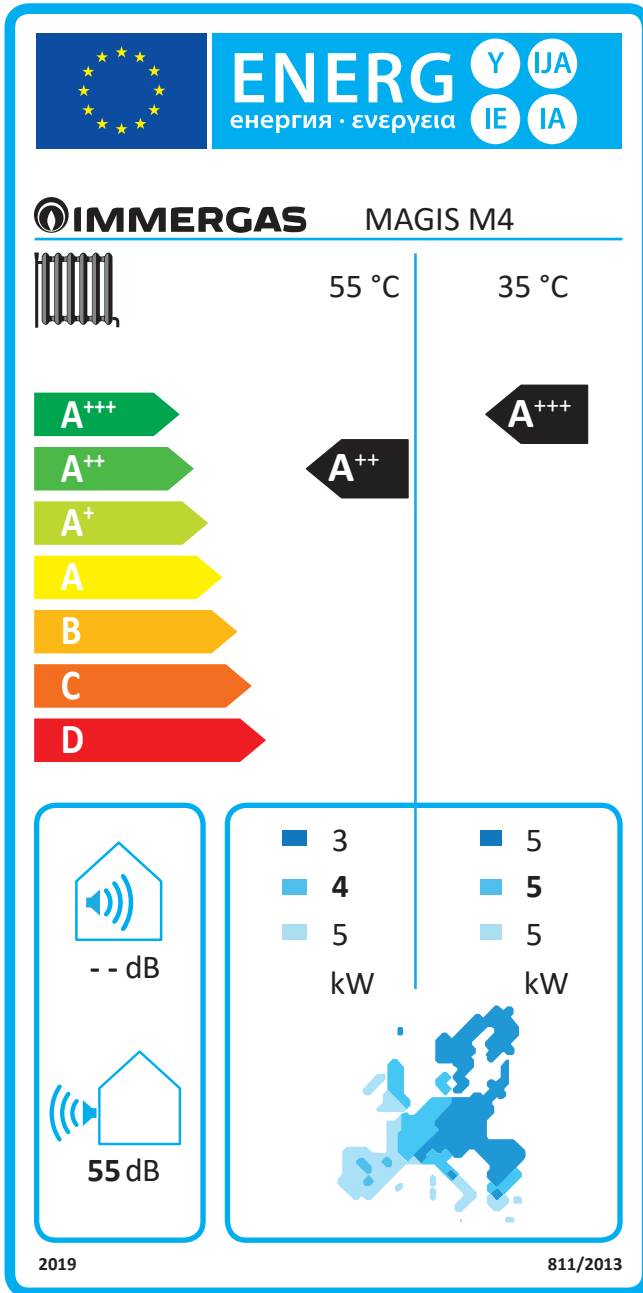 ENERG Y IJA
енергия · ενεργεια IE IA
IMMERGAS MAGIS M4
55 °C 35 °C
A+++ A+++
A++ A++
A+
A
B
C
D
3 5
4 5
5 5
kW kW
- - dB
55 dB
2019 811/2013